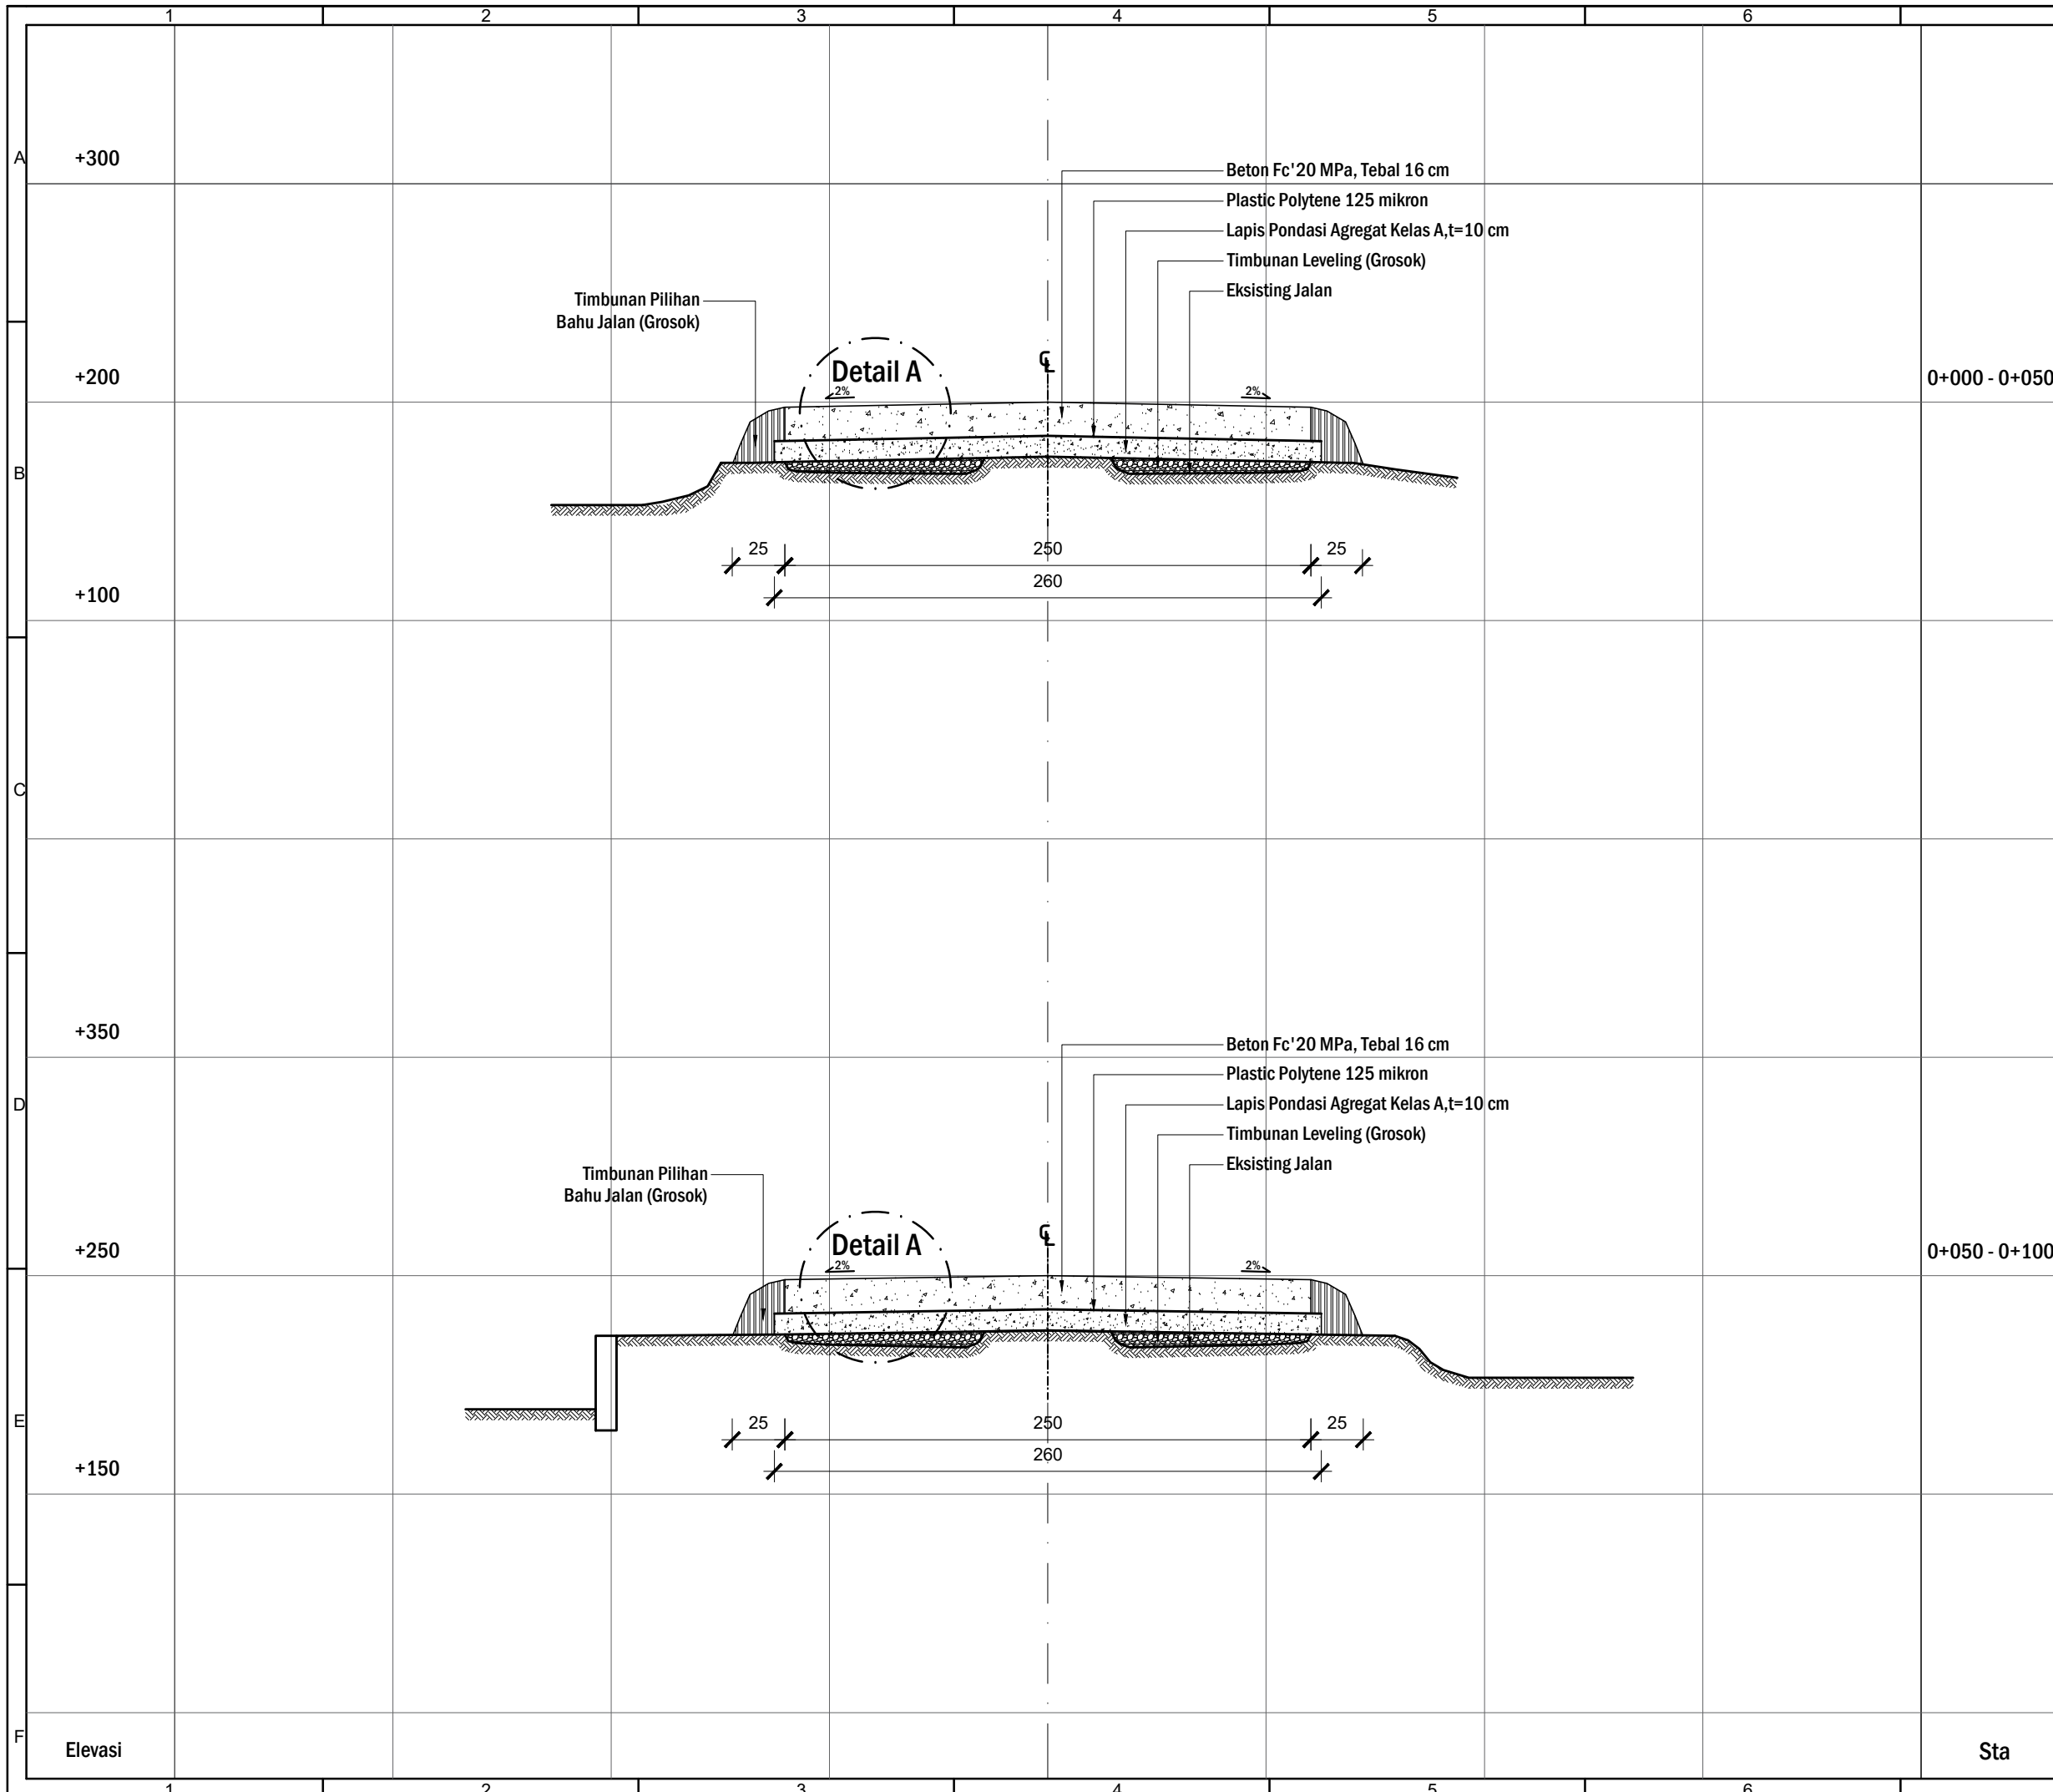 1 2 3 4 5 6
A
+300
Beton Fc'20 MPa, Tebal 16 cm
Plastic Polytene 125 mikron
Lapis Pondasi Agregat Kelas A,t=10 cm
Timbunan Leveling (Grosok)
Eksisting Jalan
Timbunan Pilihan
Bahu Jalan (Grosok)
Detail A
+200
2%
2%
0+000 - 0+050
B
25 250 25
260
+100
C
+350
Beton Fc'20 MPa, Tebal 16 cm
Plastic Polytene 125 mikron
D
Lapis Pondasi Agregat Kelas A,t=10 cm
Timbunan Leveling (Grosok)
Eksisting Jalan
Timbunan Pilihan
Bahu Jalan (Grosok)
Detail A
+250
2%
2%
0+050 - 0+100
E
25 250 25
260
+150
F
Elevasi
Sta
1 2 3 4 5 6